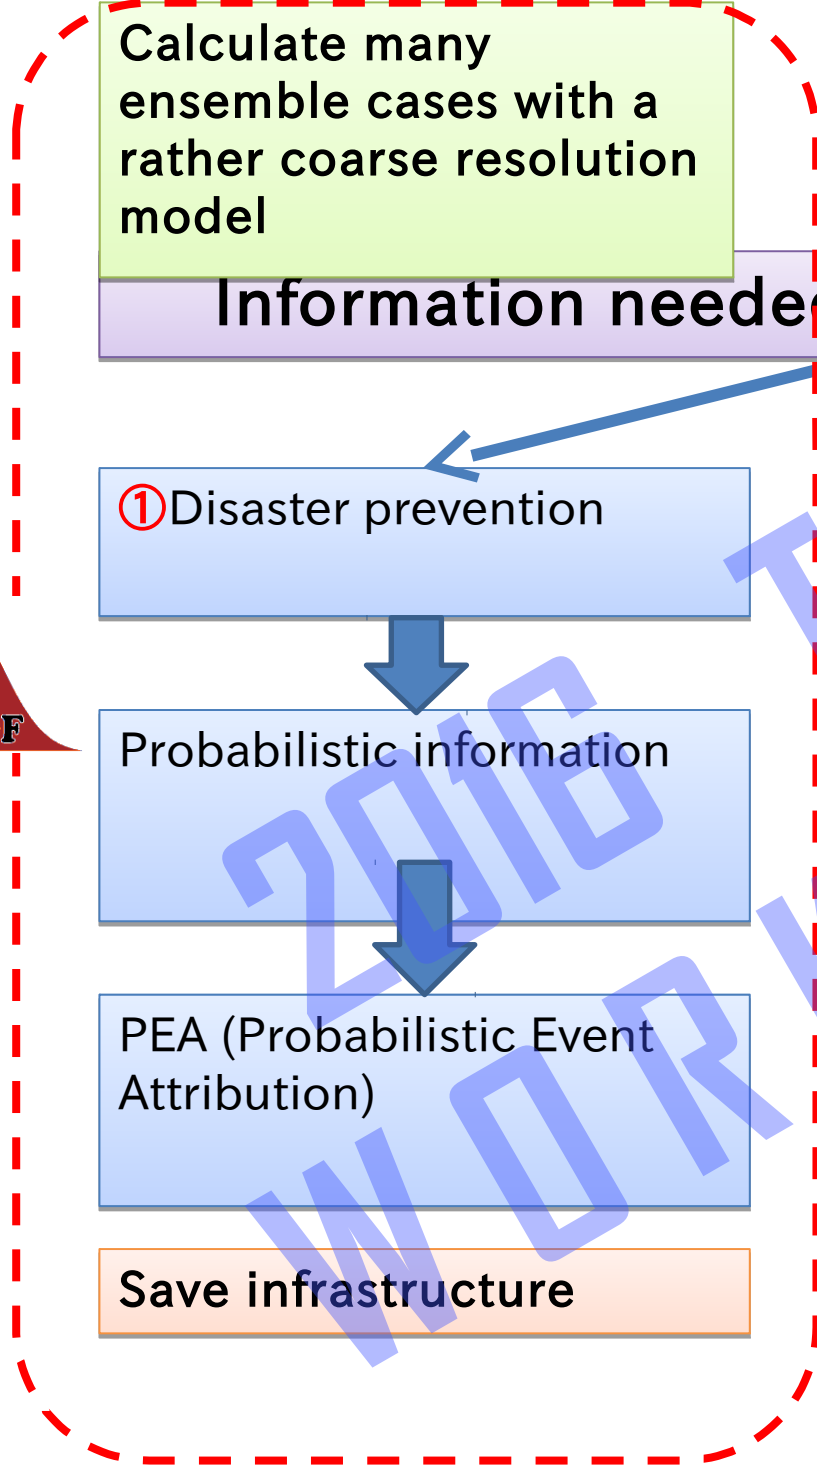 Calculate many
ensemble cases with a
rather coarse resolution
model
Information neede
①Disaster prevention
F
Probabilistic information
PEA (Probabilistic Event
Attribution)
Save infrastructure
2016 T
WOR